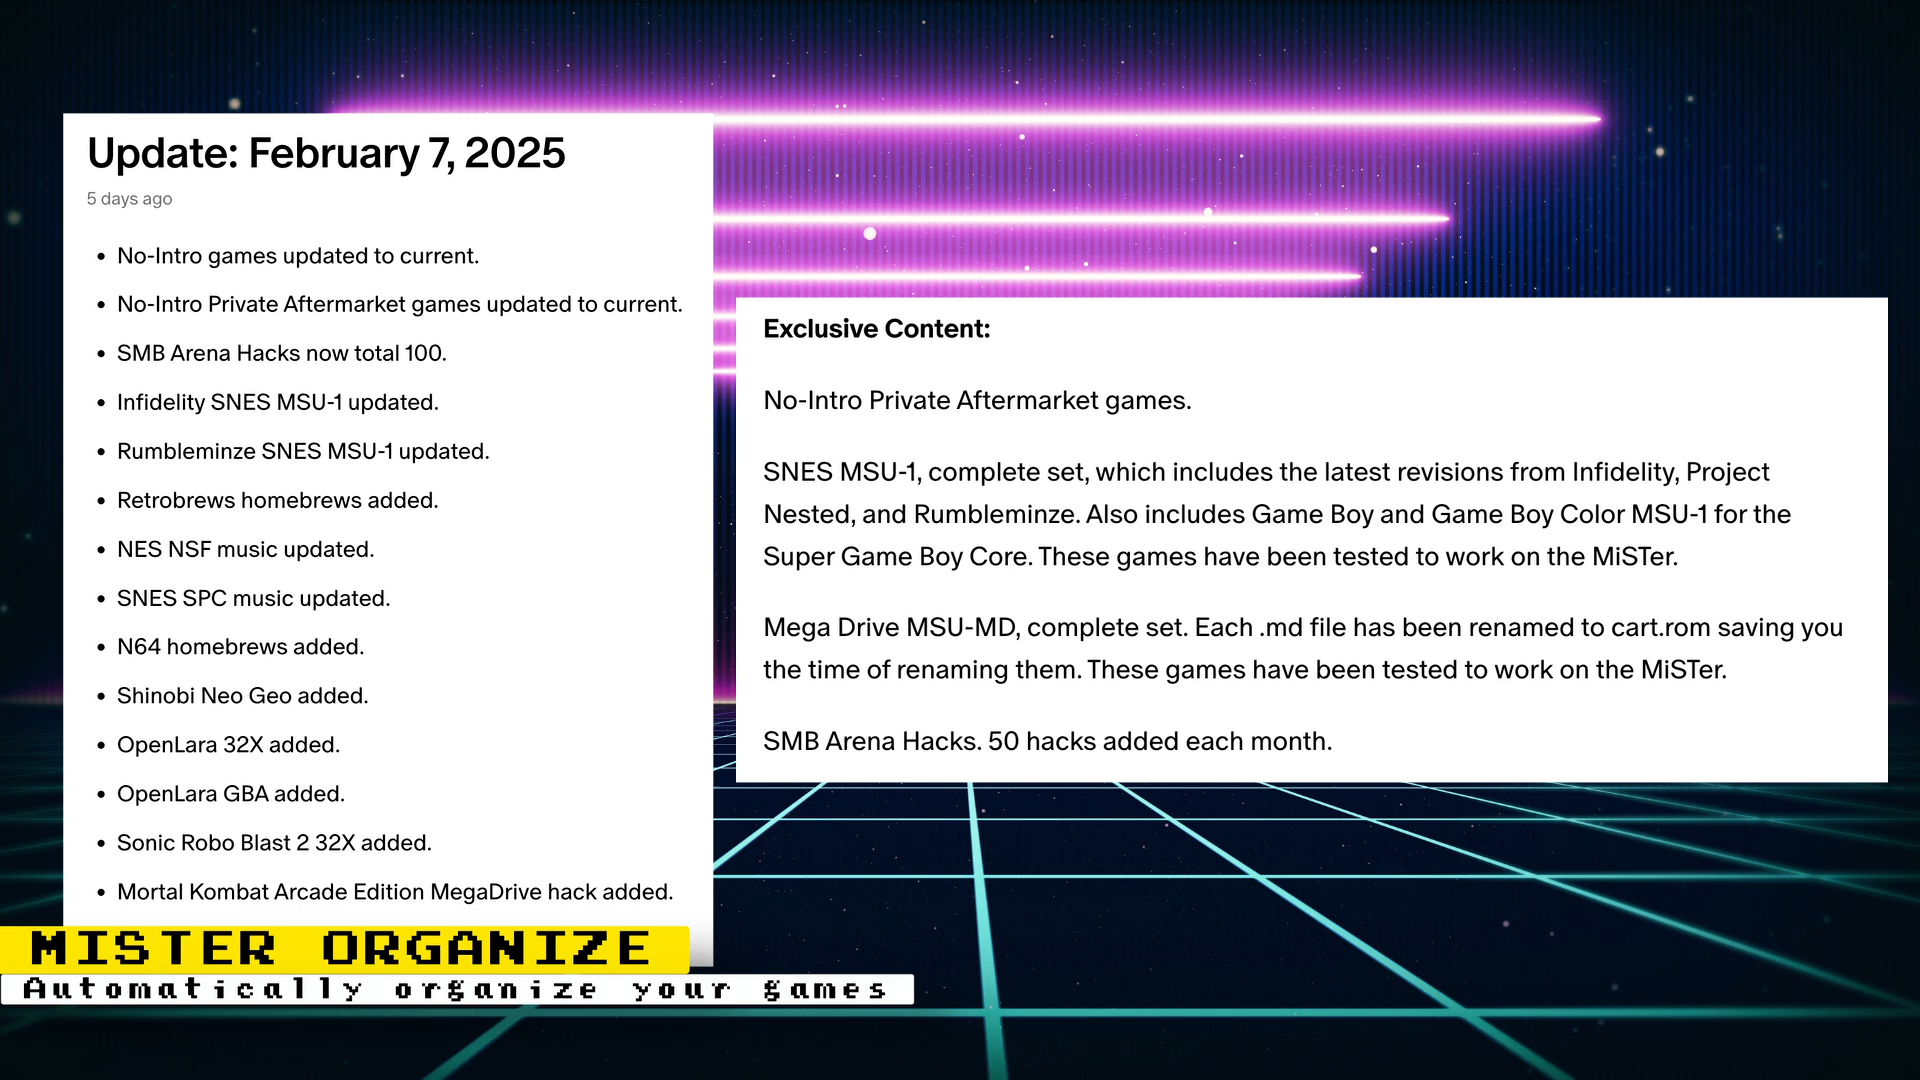 Update: February 7, 2025
5 days ago
• No-Intro games updated to current.
• No-Intro Private Aftermarket games updated to current.
• SMB Arena Hacks now total 100.
• Infidelity SNES MSU-1 updated.
• Rumbleminze SNES MSU-1 updated.
• Retrobrews homebrews added.
• NES NSF music updated.
• SNES SPC music updated.
• N64 homebrews added.
• Shinobi Neo Geo added.
• OpenLara 32X added.
• OpenLara GBA added.
• Sonic Robo Blast 2 32X added.
• Mortal Kombat Arcade Edition MegaDrive hack added.
Exclusive Content:
No-Intro Private Aftermarket games.
SNES MSU-1, complete set, which includes the latest revisions from Infidelity, Project
Nested, and Rumbleminze. Also includes Game Boy and Game Boy Color MSU-1 for the
Super Game Boy Core. These games have been tested to work on the MiSTer.
Mega Drive MSU-MD, complete set. Each .md file has been renamed to cart.rom saving you
the time of renaming them. These games have been tested to work on the MiSTer.
SMB Arena Hacks. 50 hacks added each month.
MISTER ORGANIZE
Automatically organize your games